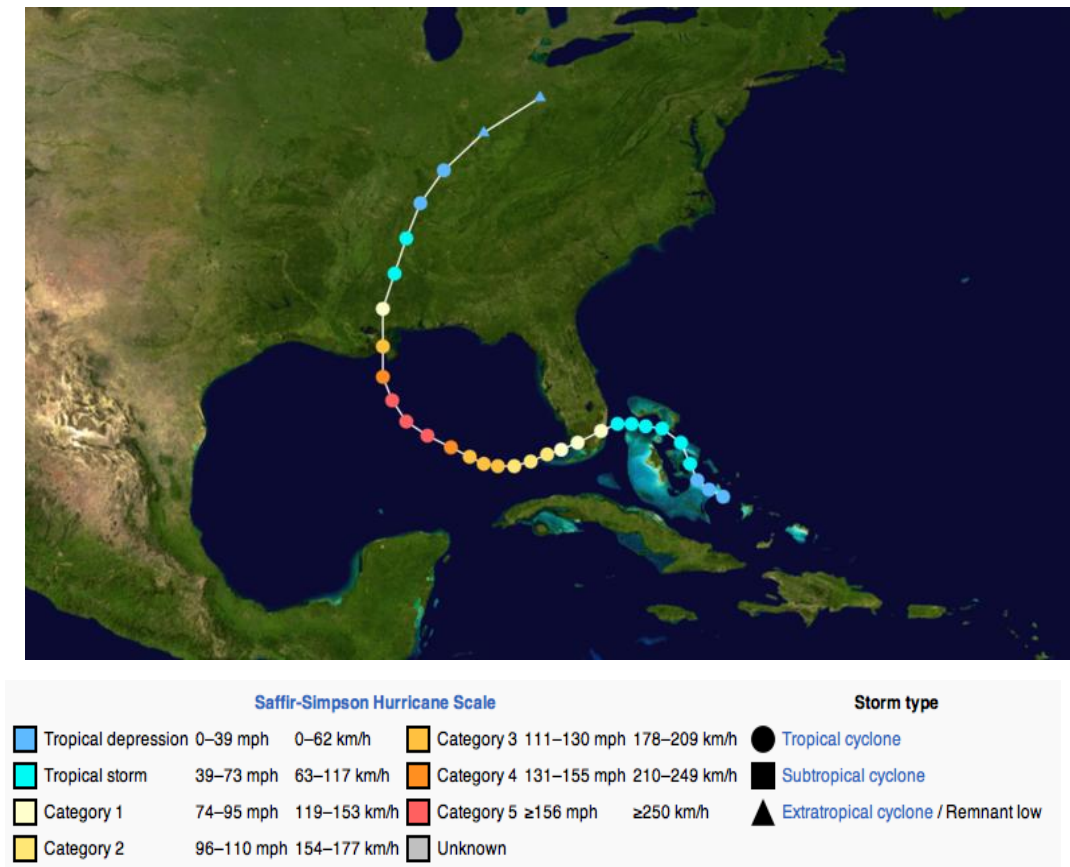 Saffir-Simpson Hurricane Scale Storm type
Tropical depression 0–39 mph 0–62 km/h Category 3 111–130 mph 178–209 km/h Tropical cyclone
Tropical storm 39–73 mph 63–117 km/h Category 4 131–155 mph 210–249 km/h Subtropical cyclone
Category 1 74–95 mph 119–153 km/h Category 5 ≥156 mph ≥250 km/h Extratropical cyclone / Remnant low
Category 2 96–110 mph 154–177 km/h Unknown